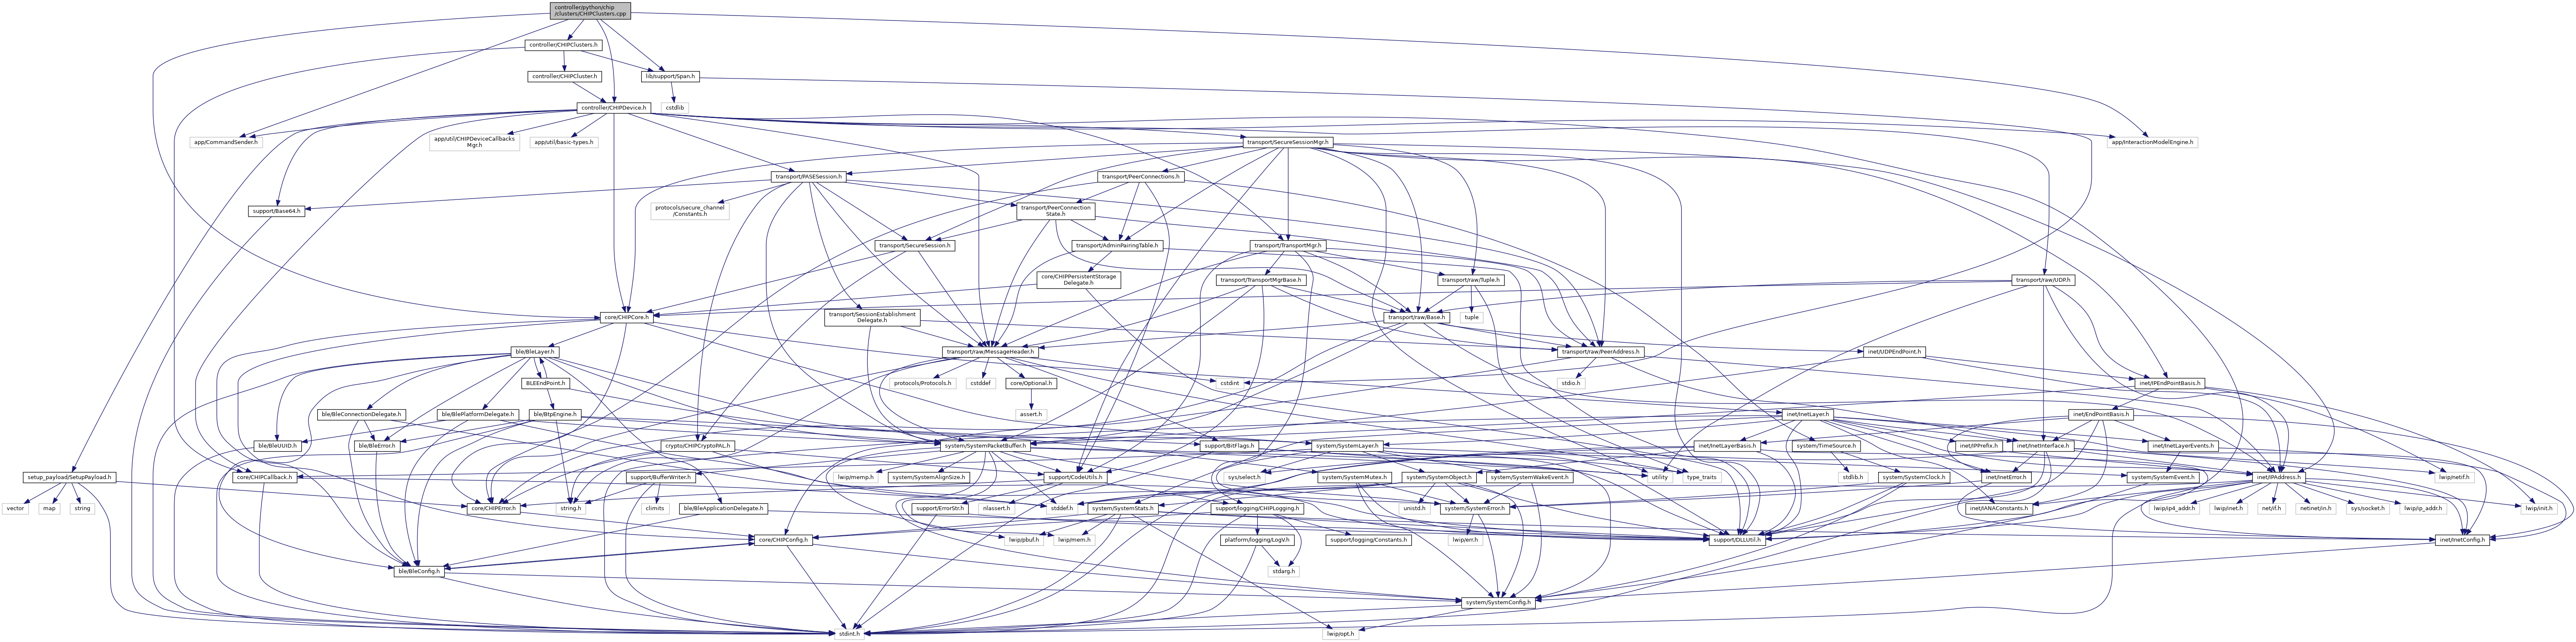 controller/python/chip
/clusters/CHIPClusters.cpp
controller/CHIPClusters.h
controller/CHIPCluster.h
lib/support/Span.h
controller/CHIPDevice.h
cstdlib
app/CommandSender.h
app/util/CHIPDeviceCallbacks
Mgr.h
app/util/basic-types.h
transport/SecureSessionMgr.h
app/InteractionModelEngine.h
transport/PASESession.h
transport/PeerConnections.h
support/Base64.h
protocols/secure_channel
/Constants.h
transport/PeerConnection
State.h
transport/SecureSession.h
transport/AdminPairingTable.h
transport/TransportMgr.h
core/CHIPPersistentStorage
Delegate.h
transport/TransportMgrBase.h
transport/raw/Tuple.h
transport/raw/UDP.h
core/CHIPCore.h
transport/SessionEstablishment
Delegate.h
transport/raw/Base.h
tuple
ble/BleLayer.h
transport/raw/MessageHeader.h
transport/raw/PeerAddress.h
inet/UDPEndPoint.h
BLEEndPoint.h
protocols/Protocols.h
cstddef
core/Optional.h
cstdint
stdio.h
inet/IPEndPointBasis.h
ble/BleConnectionDelegate.h
ble/BlePlatformDelegate.h
ble/BtpEngine.h
assert.h
inet/InetLayer.h
inet/EndPointBasis.h
ble/BleUUID.h
ble/BleError.h
crypto/CHIPCryptoPAL.h
system/SystemPacketBuffer.h
support/BitFlags.h
system/SystemLayer.h
inet/InetLayerBasis.h
system/TimeSource.h
inet/IPPrefix.h
inet/InetInterface.h
inet/InetLayerEvents.h
setup_payload/SetupPayload.h
core/CHIPCallback.h
support/BufferWriter.h
lwip/memp.h
system/SystemAlignSize.h
support/CodeUtils.h
sys/select.h
system/SystemMutex.h
system/SystemObject.h
system/SystemWakeEvent.h
utility
type_traits
stdlib.h
system/SystemClock.h
inet/InetError.h
system/SystemEvent.h
inet/IPAddress.h
lwip/netif.h
vector
map
string
core/CHIPError.h
string.h
climits
ble/BleApplicationDelegate.h
support/ErrorStr.h
nlassert.h
stddef.h
system/SystemStats.h
support/logging/CHIPLogging.h
unistd.h
system/SystemError.h
inet/IANAConstants.h
lwip/ip4_addr.h
lwip/inet.h
net/if.h
netinet/in.h
sys/socket.h
lwip/ip_addr.h
lwip/init.h
core/CHIPConfig.h
lwip/pbuf.h
lwip/mem.h
platform/logging/LogV.h
support/logging/Constants.h
lwip/err.h
support/DLLUtil.h
inet/InetConfig.h
ble/BleConfig.h
stdarg.h
system/SystemConfig.h
stdint.h
lwip/opt.h